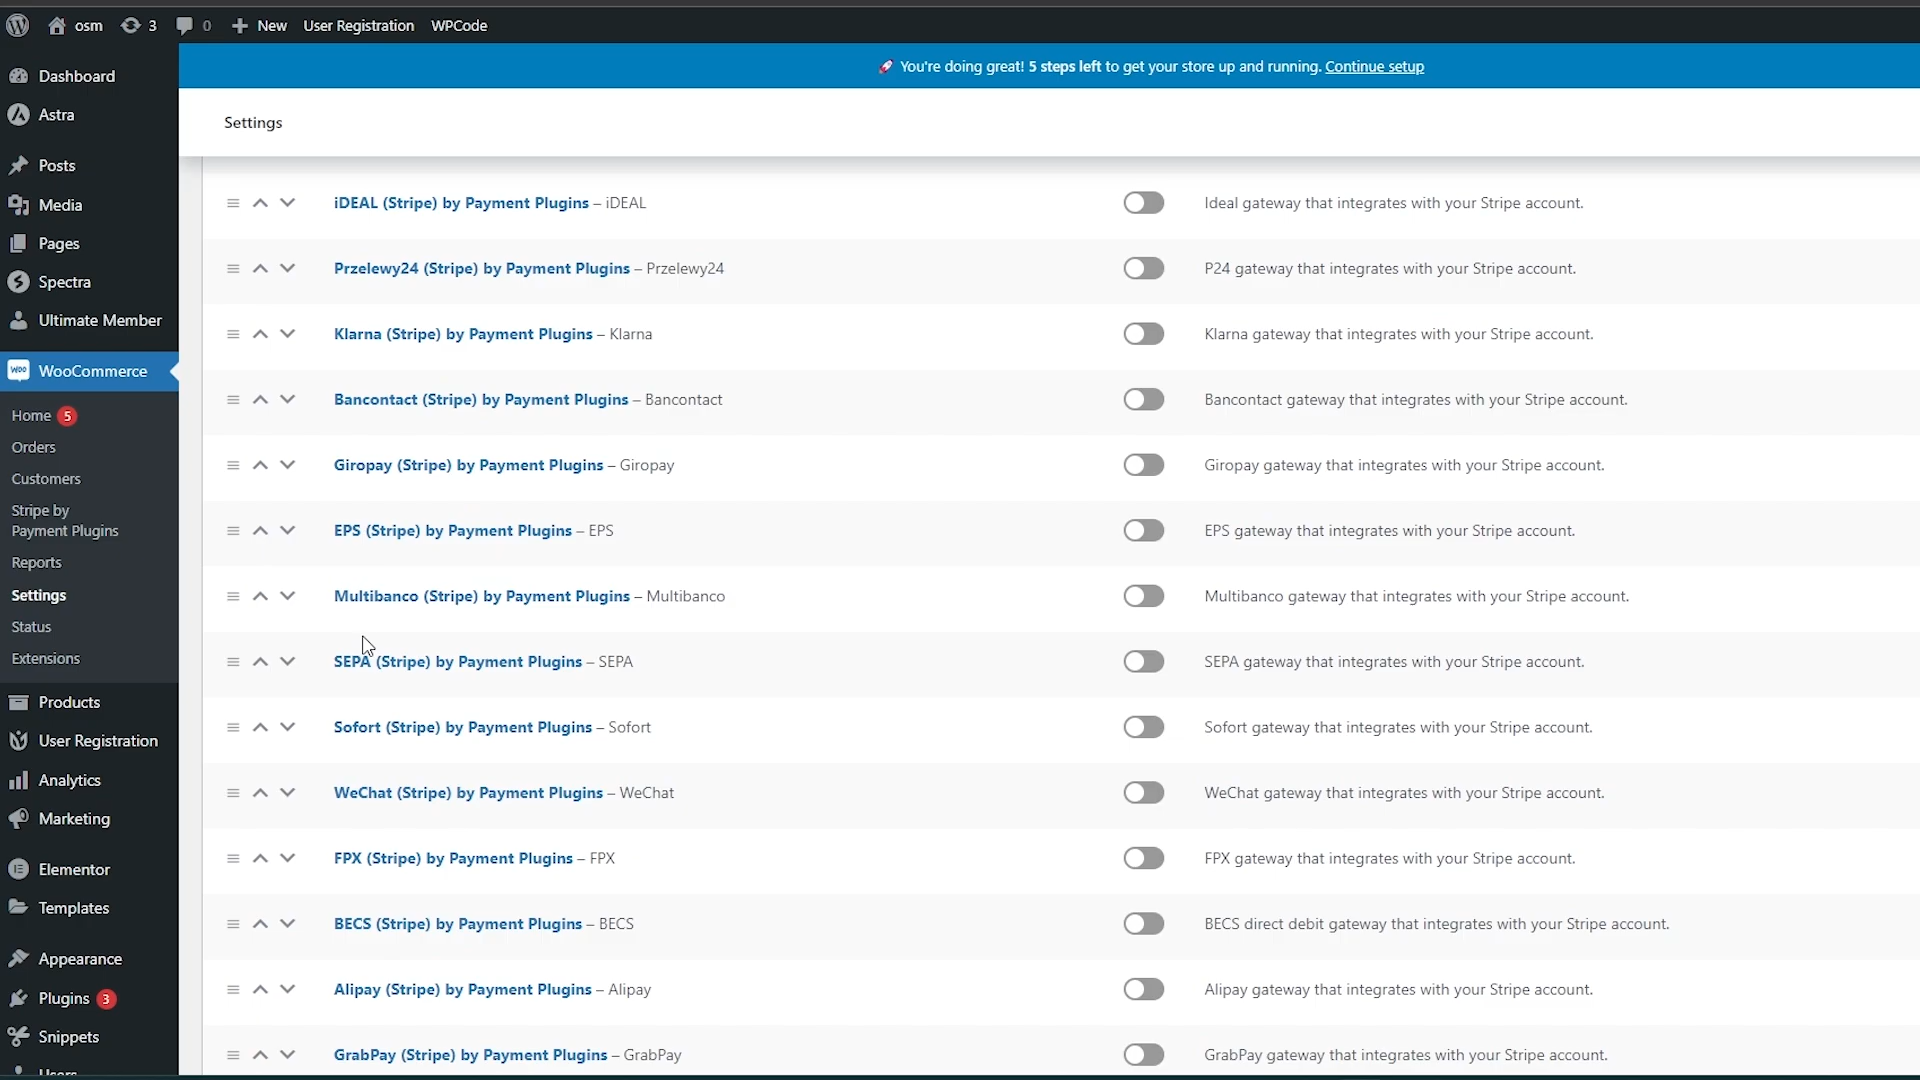 osm 3 0 New User Registration WPCode
You're doing great! 5 steps left to get your store up and running. Continue setup
Settings
Dashboard
Astra
Posts
Media
Pages
Spectra
Ultimate Member
WooCommerce
Home 5
Orders
Customers
Stripe by
Payment Plugins
Reports
Settings
Status
Extensions
Products
User Registration
Analytics
Marketing
Elementor
Templates
Appearance
Plugins 3
Snippets
Users
iDEAL (Stripe) by Payment Plugins – iDEAL Ideal gateway that integrates with your Stripe account.
Przelewy24 (Stripe) by Payment Plugins – Przelewy24 P24 gateway that integrates with your Stripe account.
Klarna (Stripe) by Payment Plugins – Klarna Klarna gateway that integrates with your Stripe account.
Bancontact (Stripe) by Payment Plugins – Bancontact Bancontact gateway that integrates with your Stripe account.
Giropay (Stripe) by Payment Plugins – Giropay Giropay gateway that integrates with your Stripe account.
EPS (Stripe) by Payment Plugins – EPS EPS gateway that integrates with your Stripe account.
Multibanco (Stripe) by Payment Plugins – Multibanco Multibanco gateway that integrates with your Stripe account.
SEPA (Stripe) by Payment Plugins – SEPA SEPA gateway that integrates with your Stripe account.
Sofort (Stripe) by Payment Plugins – Sofort Sofort gateway that integrates with your Stripe account.
WeChat (Stripe) by Payment Plugins – WeChat WeChat gateway that integrates with your Stripe account.
FPX (Stripe) by Payment Plugins – FPX FPX gateway that integrates with your Stripe account.
BECS (Stripe) by Payment Plugins – BECS BECS direct debit gateway that integrates with your Stripe account.
Alipay (Stripe) by Payment Plugins – Alipay Alipay gateway that integrates with your Stripe account.
GrabPay (Stripe) by Payment Plugins – GrabPay GrabPay gateway that integrates with your Stripe account.